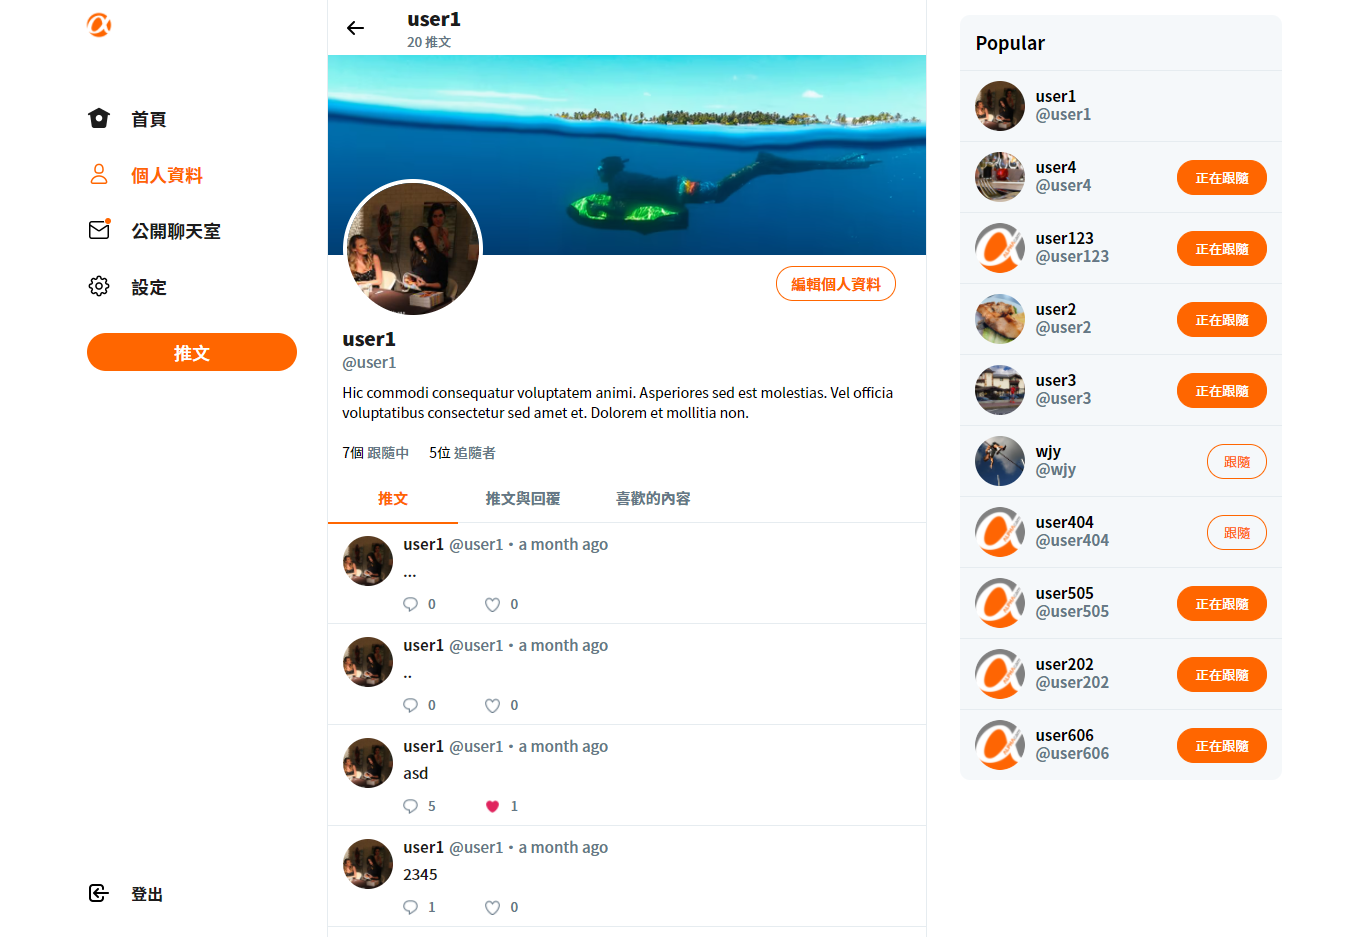 首頁
個人資料
公開聊天室
設定
推文
登出
user1
20 推文
編輯個人資料
user1
@user1
Hic commodi consequatur voluptatem animi. Asperiores sed est molestias. Vel officia
voluptatibus consectetur sed amet et. Dolorem et mollitia non.
7個 跟隨中 5位 追隨者
推文 推文與回覆 喜歡的內容
user1 @user1 • a month ago
...
0 0
user1 @user1 • a month ago
..
0 0
user1 @user1 • a month ago
asd
5 1
user1 @user1 • a month ago
2345
1 0
Popular
user1
@user1
user4
@user4
正在跟隨
user123
@user123
正在跟隨
user2
@user2
正在跟隨
user3
@user3
正在跟隨
wjy
@wjy
跟隨
user404
@user404
跟隨
user505
@user505
正在跟隨
user202
@user202
正在跟隨
user606
@user606
正在跟隨